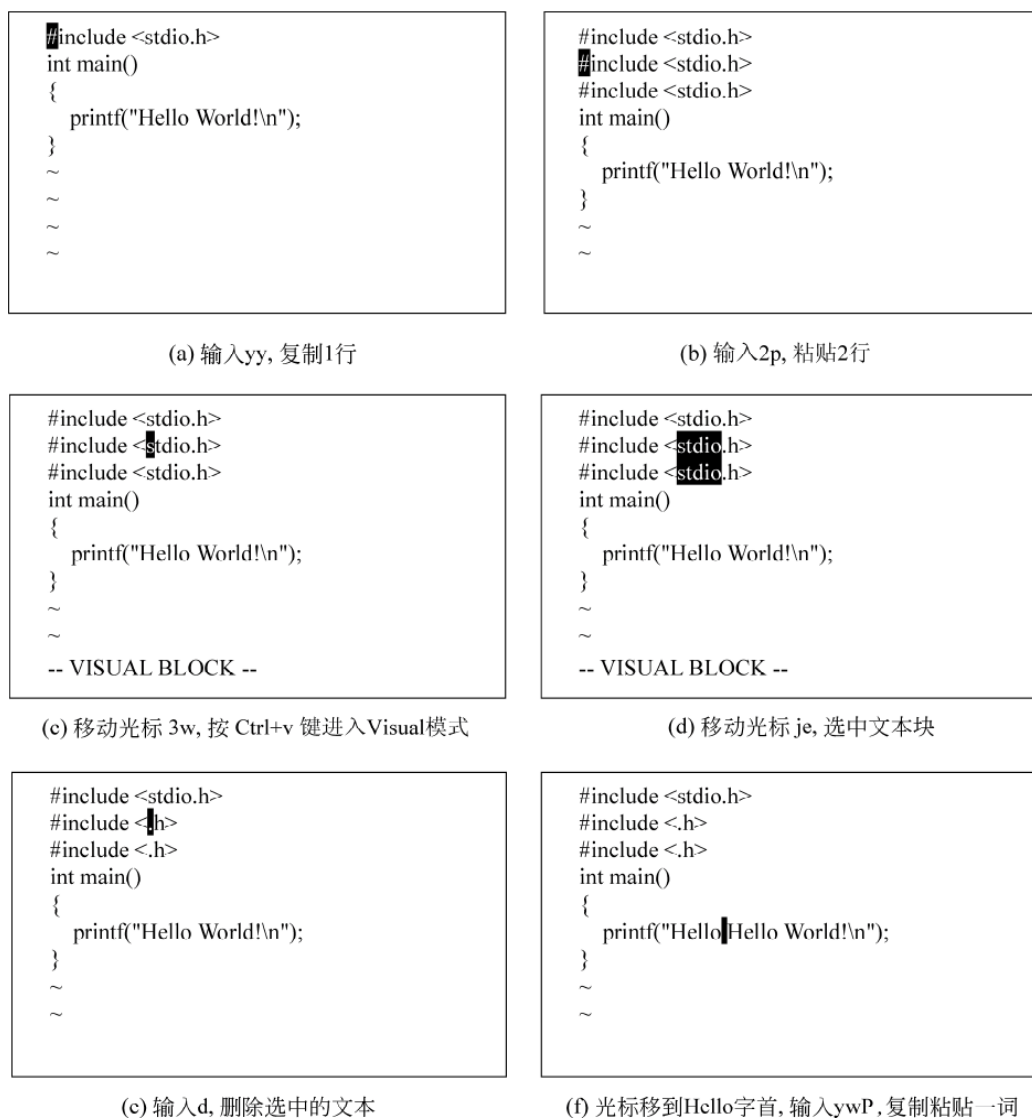 #include <stdio.h>
int main()
{
printf("Hello World!\n");
}
~
~
~
~
(a) 输入yy, 复制1行
#include <stdio.h>
#include <stdio.h>
#include <stdio.h>
int main()
{
printf("Hello World!\n");
}
~
~
(b) 输入2p, 粘贴2行
#include <stdio.h>
#include <stdio.h>
#include <stdio.h>
int main()
{
printf("Hello World!\n");
}
~
~
-- VISUAL BLOCK --
(c) 移动光标 3w, 按 Ctrl+v 键进入Visual模式
#include <stdio.h>
#include <stdio.h>
#include <stdio.h>
int main()
{
printf("Hello World!\n");
}
~
~
-- VISUAL BLOCK --
(d) 移动光标 je, 选中文本块
#include <stdio.h>
#include <.h>
#include <.h>
int main()
{
printf("Hello World!\n");
}
~
~
(e) 输入d, 删除选中的文本
#include <stdio.h>
#include <.h>
#include <.h>
int main()
{
printf("Hello Hello World!\n");
}
~
~
(f) 光标移到Hello字首, 输入ywP, 复制粘贴一词